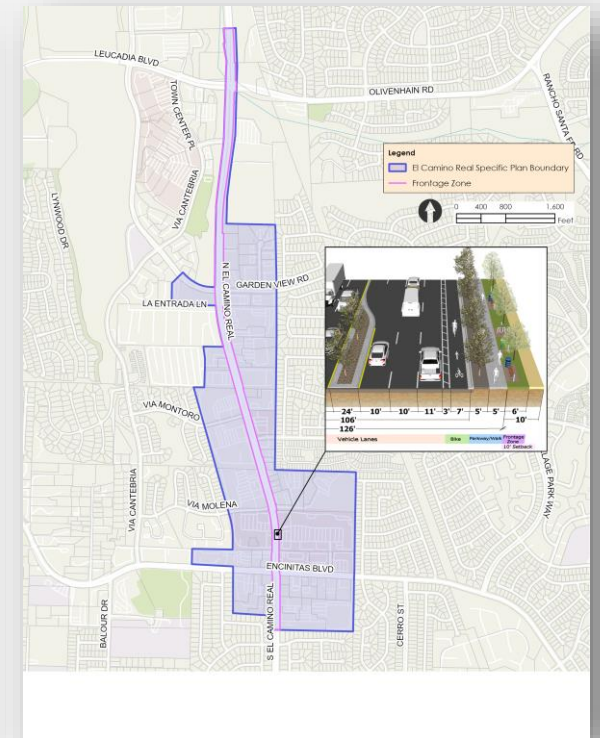 LEUCADIA BLVD
OLIVENHAIN RD
RANCHO SANTA FE RD
TOWN CENTER PL
VIA CANTEBRIA
LYNWOOD DR
Legend
El Camino Real Specific Plan Boundary
Frontage Zone
0 400 800 1,600
Feet
N EL CAMINO REAL
GARDEN VIEW RD
LA ENTRADA LN
24' 10' 10' 11' 3' 7' 5' 5' 6'
106' 10'
126'
Vehicle Lanes Bike Parkway/Walk Frontage Zone
10' Setback
VIA MONTORO
VIA MOLENA
VIA CANTEBRIA
LAGE PARK WAY
ENCINITAS BLVD
BALOUR DR
S EL CAMINO REAL
CERRO ST